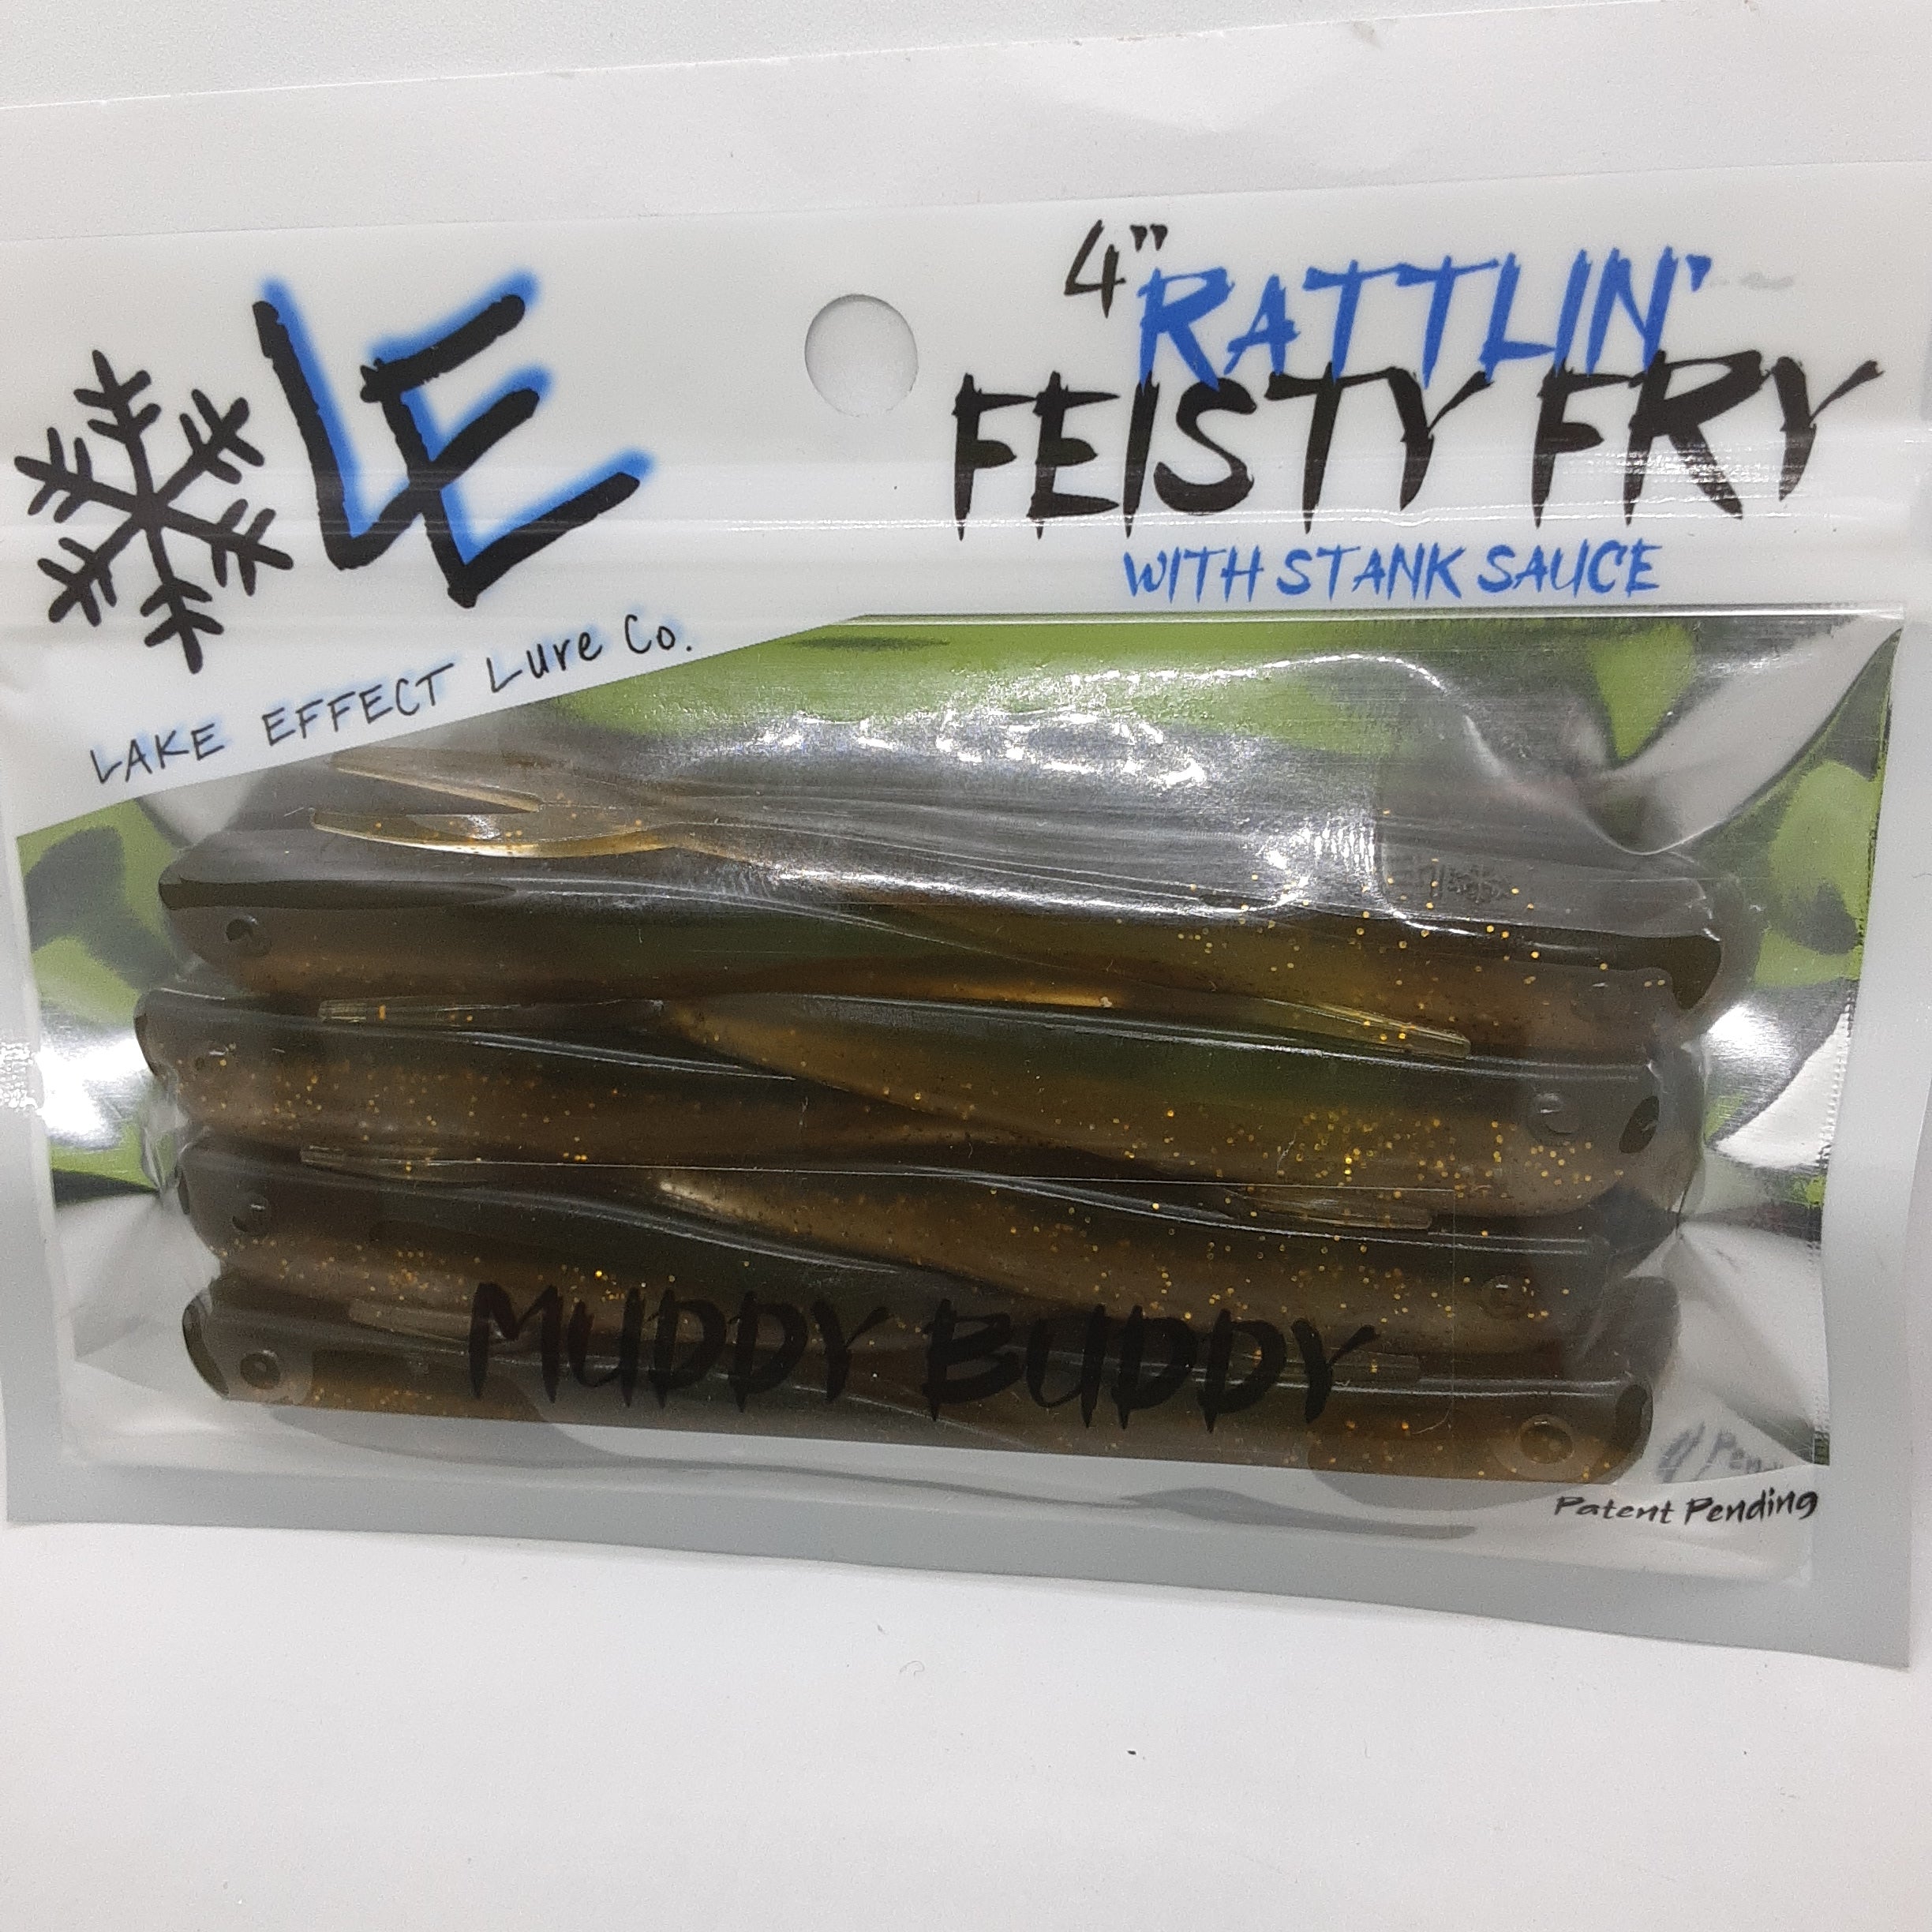 LE
LAKE EFFECT Lure Co.
4" RATTLIN'
FEISTY FRY
WITH STANK SAUCE
MUDDY BUDDY
Patent Pending